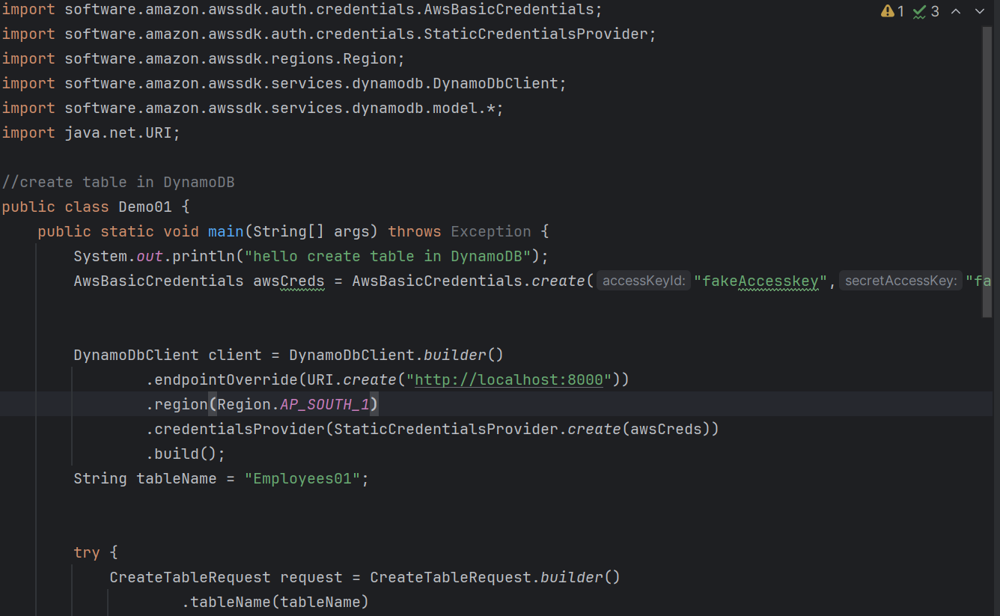 import software.amazon.awssdk.auth.credentials.AwsBasicCredentials;
1 3
import software.amazon.awssdk.auth.credentials.StaticCredentialsProvider;
import software.amazon.awssdk.regions.Region;
import software.amazon.awssdk.services.dynamodb.DynamoDbClient;
import software.amazon.awssdk.services.dynamodb.model.*;
import java.net.URI;
//create table in DynamoDB
public class Demo01 {
public static void main(String[] args) throws Exception {
System.out.println("hello create table in DynamoDB");
AwsBasicCredentials awsCreds = AwsBasicCredentials.create( accessKeyId: "fakeAccesskey", secretAccessKey: "fa
DynamoDbClient client = DynamoDbClient.builder()
.endpointOverride(URI.create("http://localhost:8000"))
.region(Region.AP_SOUTH_1)
.credentialsProvider(StaticCredentialsProvider.create(awsCreds))
.build();
String tableName = "Employees01";
try {
CreateTableRequest request = CreateTableRequest.builder()
.tableName(tableName)